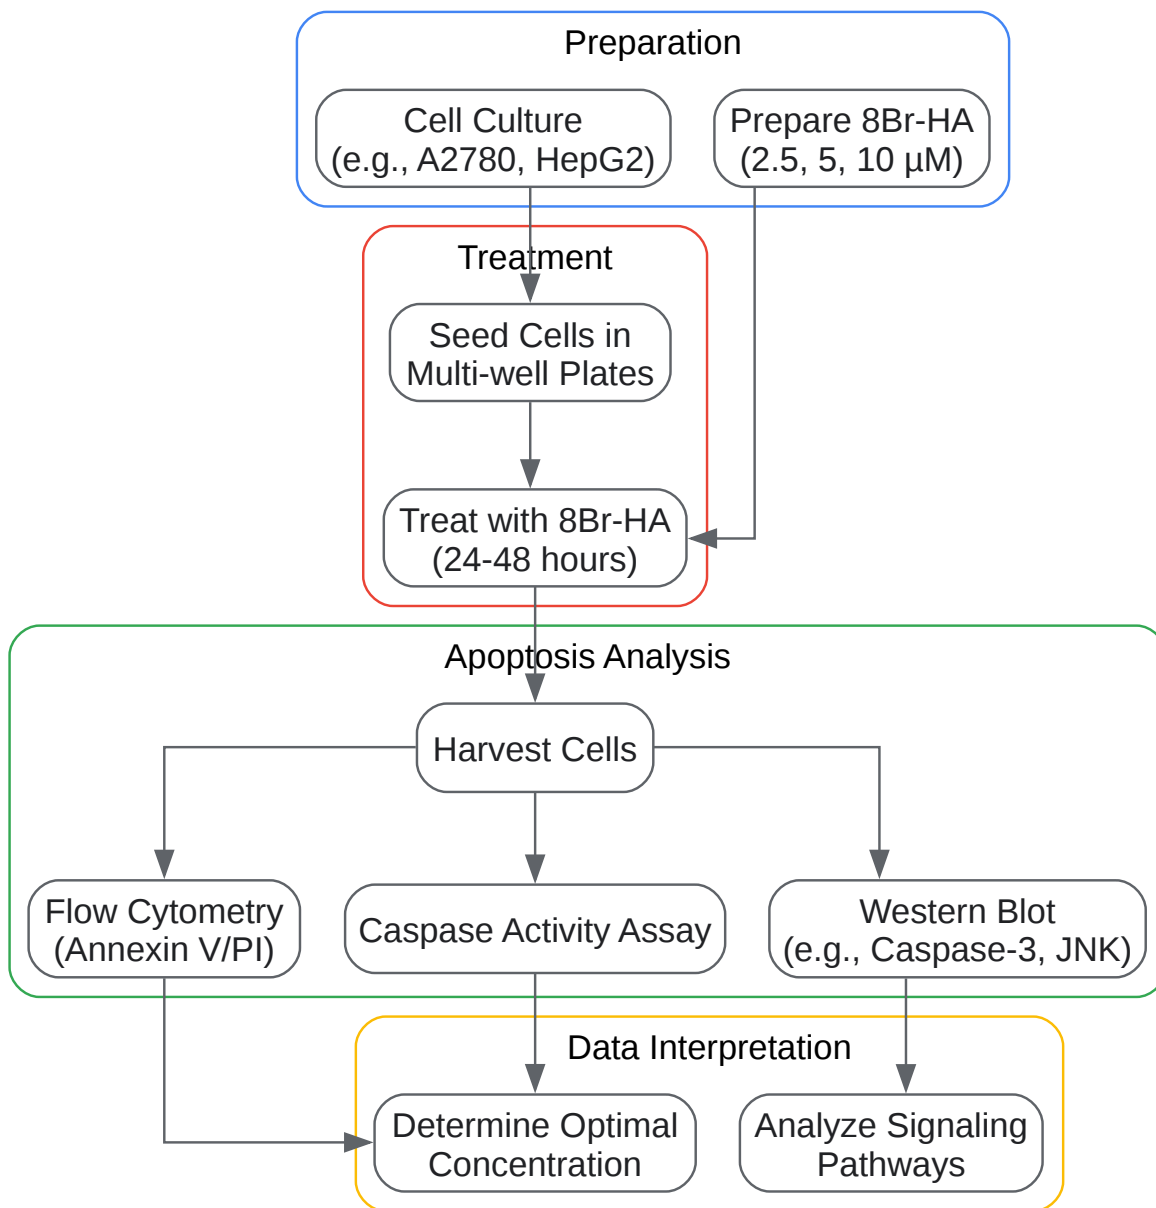 Preparation
Cell Culture
(e.g., A2780, HepG2)
Prepare 8Br-HA
(2.5, 5, 10 µM)
Treatment
Seed Cells in
Multi-well Plates
Treat with 8Br-HA
(24-48 hours)
Apoptosis Analysis
Harvest Cells
Flow Cytometry
(Annexin V/PI)
Caspase Activity Assay
Western Blot
(e.g., Caspase-3, JNK)
Data Interpretation
Determine Optimal
Concentration
Analyze Signaling
Pathways